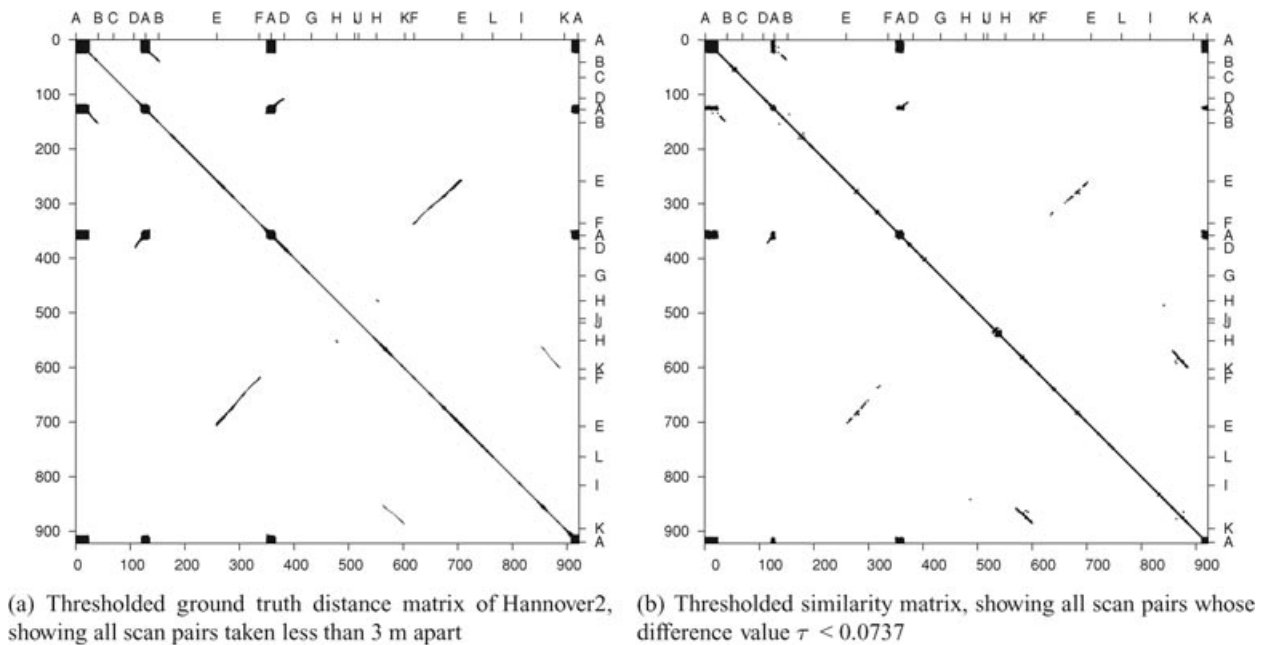 A B C D A B E F A D G H I J H K F E L I K A
A B C D A B E F A D G H I J H K F E L I K A
0 A
B
C
100 D
A
B
200
E
300
F
A
400 D
G
H
500 I
J
H
600 K
F
700 E
L
800 I
900 K
A
0 100 200 300 400 500 600 700 800 900
0 A
B
C
100 D
A
B
200
E
300
F
A
400 D
G
H
500 I
J
H
600 K
F
700 E
L
800 I
900 K
A
0 100 200 300 400 500 600 700 800 900
(a) Thresholded ground truth distance matrix of Hannover2,
showing all scan pairs taken less than 3 m apart
(b) Thresholded similarity matrix, showing all scan pairs whose
difference value τ < 0.0737